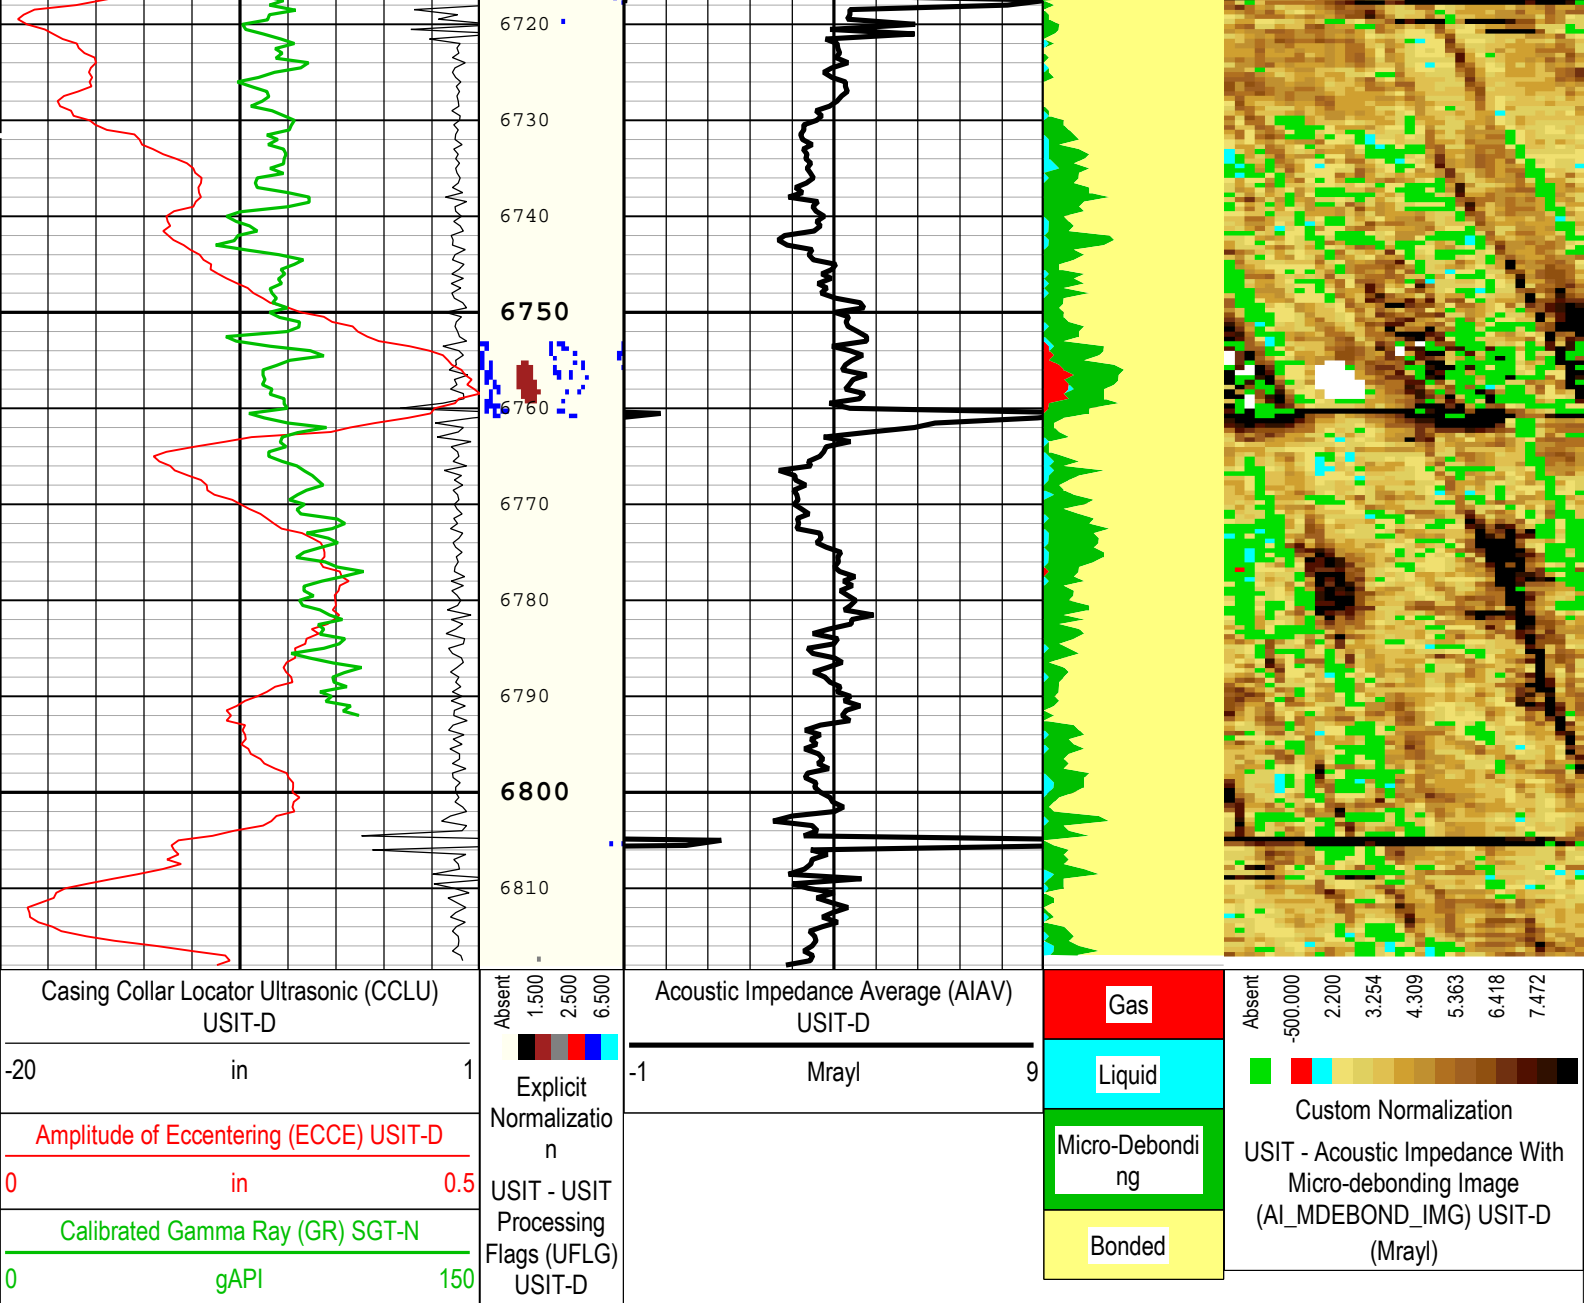 6720
6730
6740
6750
6760
6770
6780
6790
6800
6810
Casing Collar Locator Ultrasonic (CCLU)
USIT-D
-20 in 1
Amplitude of Eccentering (ECCE) USIT-D
0 in 0.5
Calibrated Gamma Ray (GR) SGT-N
0 gAPI 150
Absent
1.500
2.500
6.500
Explicit
Normalizatio
n
USIT - USIT
Processing
Flags (UFLG)
USIT-D
Acoustic Impedance Average (AIAV)
USIT-D
-1 Mrayl 9
Gas
Liquid
Micro-Debondi
ng
Bonded
Absent
-500.000
2.200
3.254
4.309
5.363
6.418
7.472
Custom Normalization
USIT - Acoustic Impedance With
Micro-debonding Image
(AI_MDEBOND_IMG) USIT-D
(Mrayl)